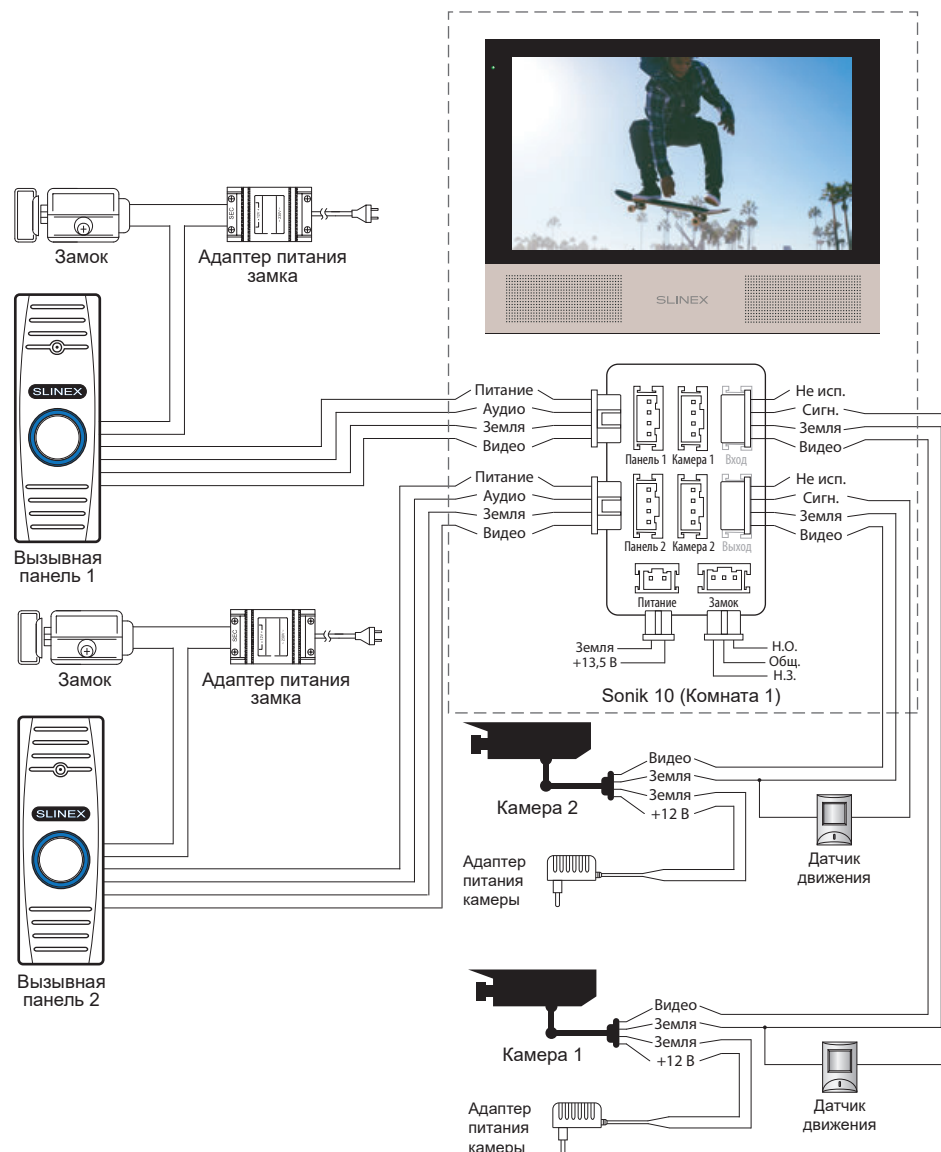 SLINEX
Замок
Адаптер питания
замка
SEC
SLINEX
Вызывная
панель 1
Питание
Аудио
Земля
Видео
Питание
Аудио
Земля
Видео
Панель 1
Камера 1
Вход
Панель 2
Камера 2
Выход
Не исп.
Сигн.
Земля
Видео
Не исп.
Сигн.
Земля
Видео
Питание
Замок
Земля
+13,5 В
Н.О.
Общ.
Н.З.
Sonik 10 (Комната 1)
Замок
Адаптер питания
замка
SEC
SLINEX
Вызывная
панель 2
Камера 2
Видео
Земля
Земля
+12 В
Адаптер
питания
камеры
Датчик
движения
Камера 1
Видео
Земля
Земля
+12 В
Адаптер
питания
камеры
Датчик
движения